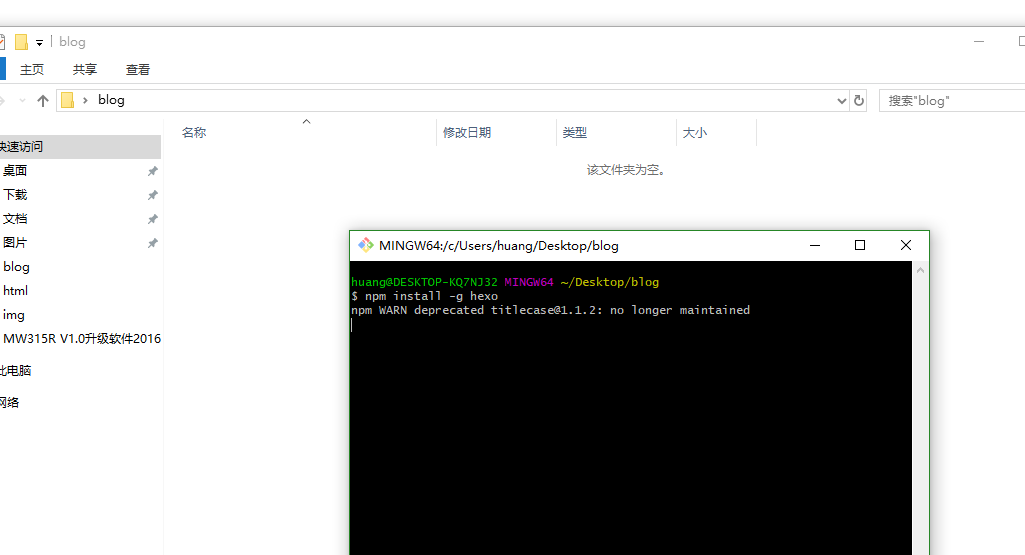 blog
主页 共享 查看
blog
搜索"blog"
名称 修改日期 类型 大小
快速访问
该文件夹为空。
桌面
下载
文档
图片
blog
html
img
MW315R V1.0升级软件2016
此电脑
网络
MINGW64:/c/Users/huang/Desktop/blog
huang@DESKTOP-KQ7NJ32 MINGW64 ~/Desktop/blog
$ npm install -g hexo
npm WARN deprecated titlecase@1.1.2: no longer maintained